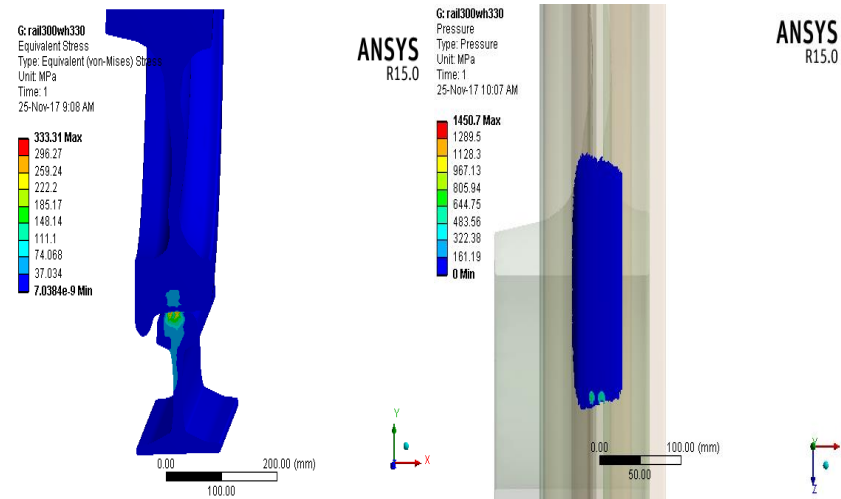 G: rail300wh330
Equivalent Stress
Type: Equivalent (von-Mises) Stress
Unit: MPa
Time: 1
25-Nov-17 9:08 AM
333.31 Max
296.27
259.24
222.2
185.17
148.14
111.1
74.068
37.034
7.0384e-9 Min
ANSYS
R15.0
Y
X
0.00
200.00 (mm)
100.00
G: rail300wh330
Pressure
Type: Pressure
Unit: MPa
Time: 1
25-Nov-17 10:07 AM
1450.7 Max
1289.5
1128.3
967.13
805.94
644.75
483.56
322.38
161.19
0 Min
ANSYS
R15.0
0.00
100.00 (mm)
50.00
Y
X
Z